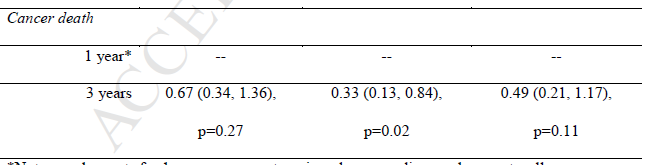 Cancer death
1 year* -- -- --
3 years 0.67 (0.34, 1.36), 0.33 (0.13, 0.84), 0.49 (0.21, 1.17),
p=0.27 p=0.02 p=0.11
ACCE